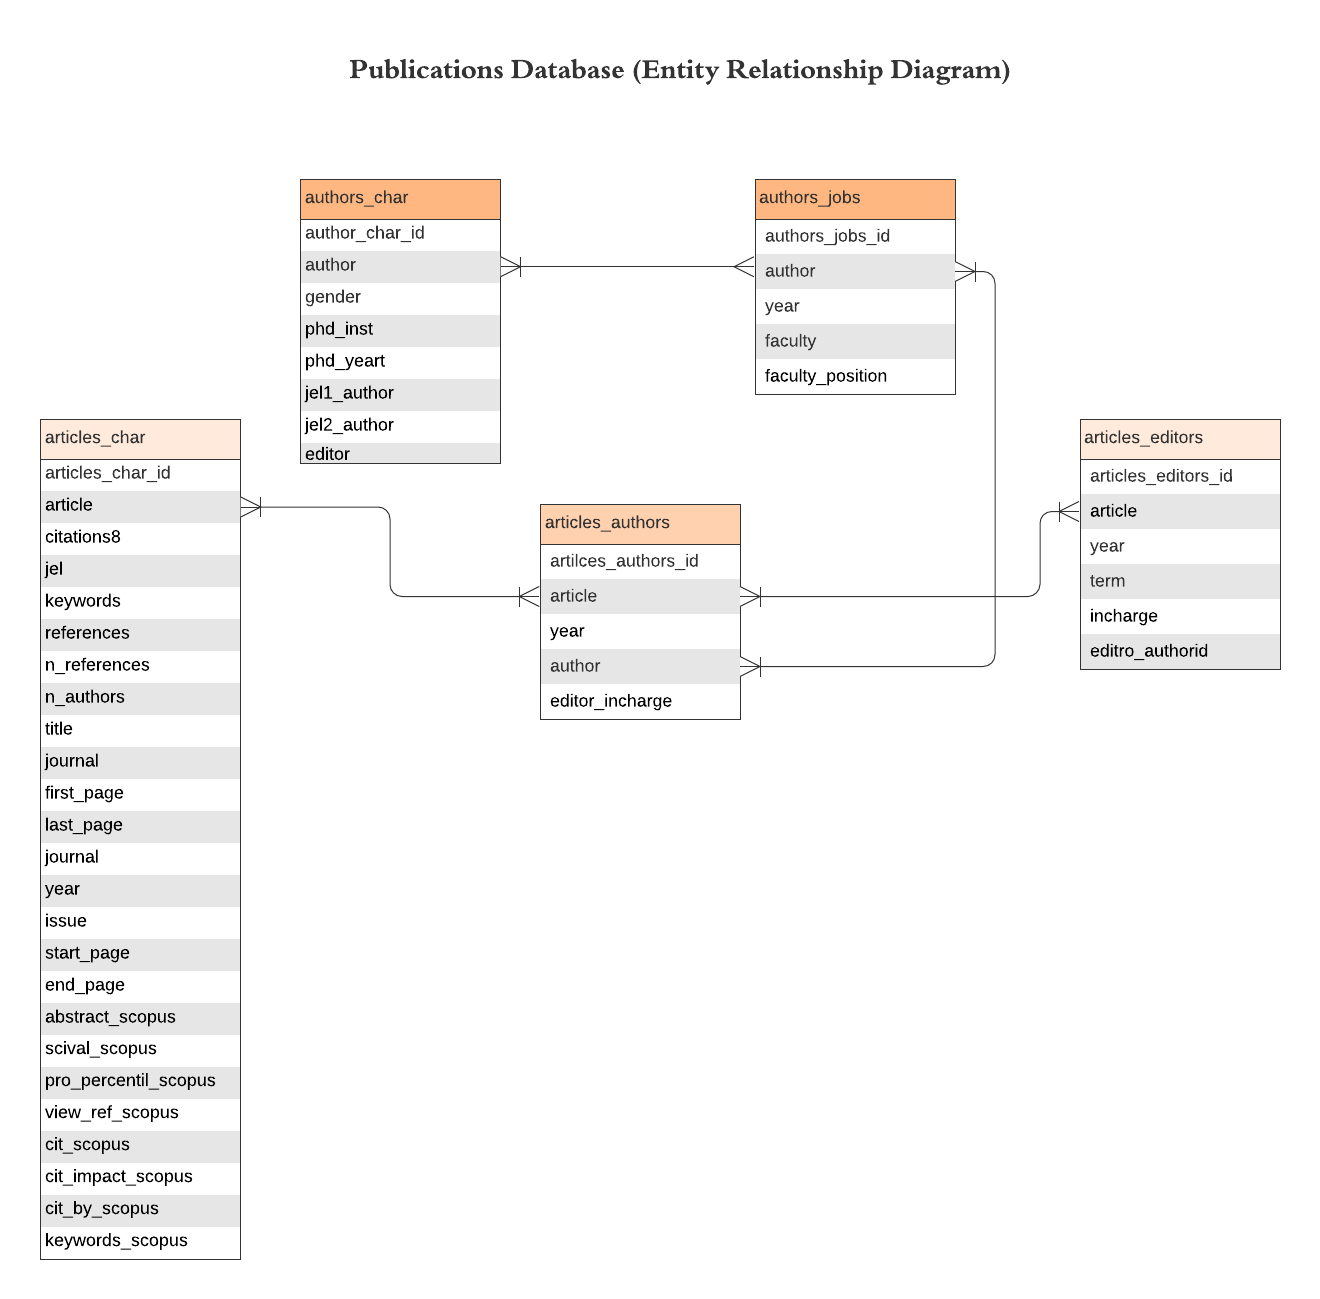 Publications Database (Entity Relationship Diagram)
authors_char
author_char_id
author
gender
phd_inst
phd_yeart
jel1_author
jel2_author
editor
authors_jobs
authors_jobs_id
author
year
faculty
faculty_position
articles_char
articles_char_id
article
citations8
jel
keywords
references
n_references
n_authors
title
journal
first_page
last_page
journal
year
issue
start_page
end_page
abstract_scopus
scival_scopus
pro_percentil_scopus
view_ref_scopus
cit_scopus
cit_impact_scopus
cit_by_scopus
keywords_scopus
articles_authors
artilces_authors_id
article
year
author
editor_incharge
articles_editors
articles_editors_id
article
year
term
incharge
editro_authorid